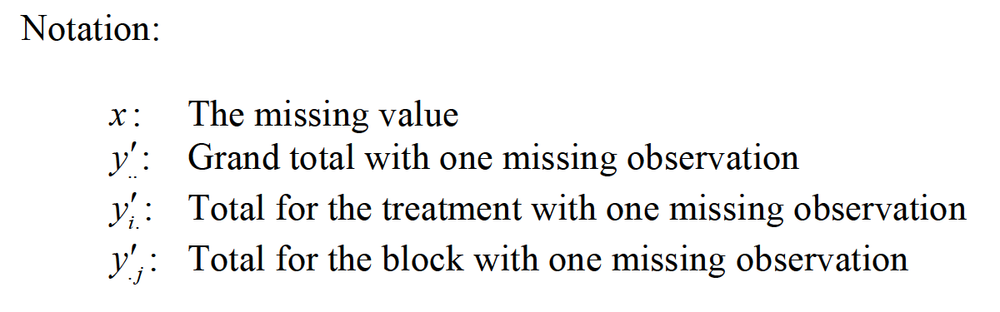 Notation:
x: The missing value
y'..: Grand total with one missing observation
y'i.: Total for the treatment with one missing observation
y'.j: Total for the block with one missing observation